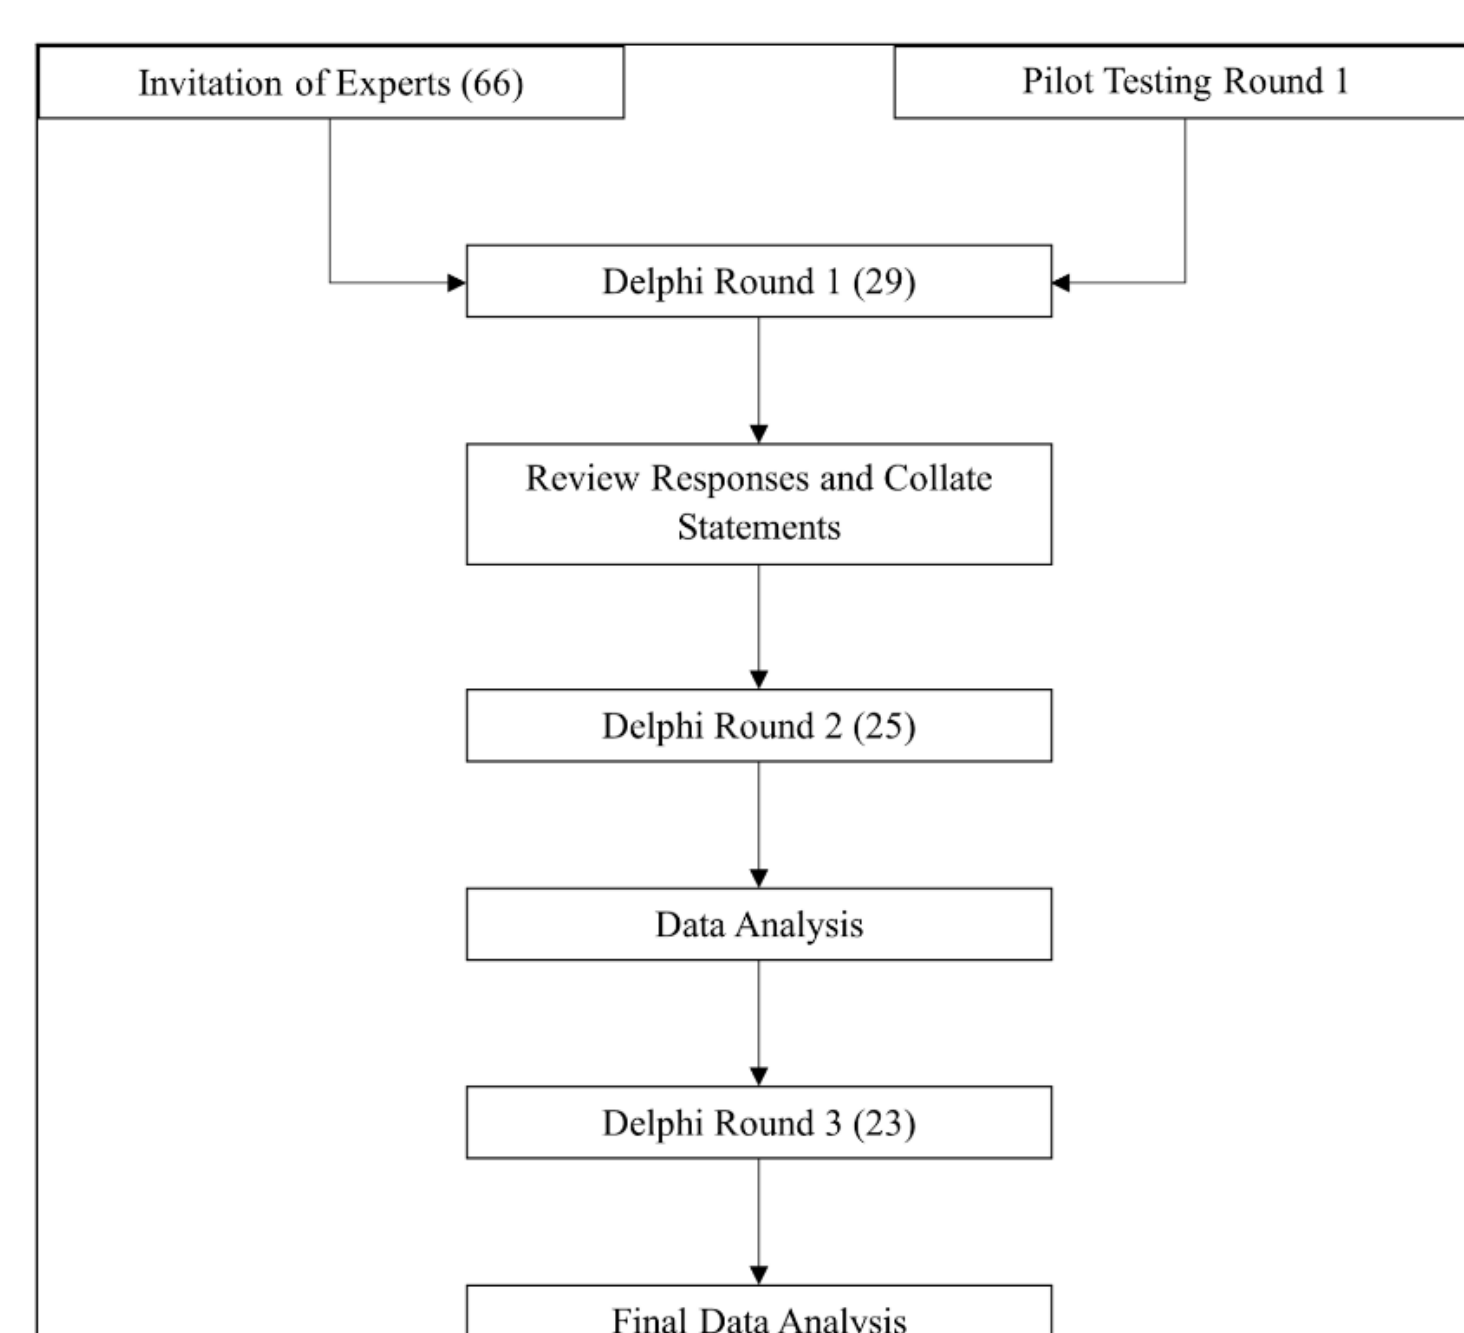 Invitation of Experts (66)
Pilot Testing Round 1
Delphi Round 1 (29)
Review Responses and Collate
Statements
Delphi Round 2 (25)
Data Analysis
Delphi Round 3 (23)
Final Data Analysis